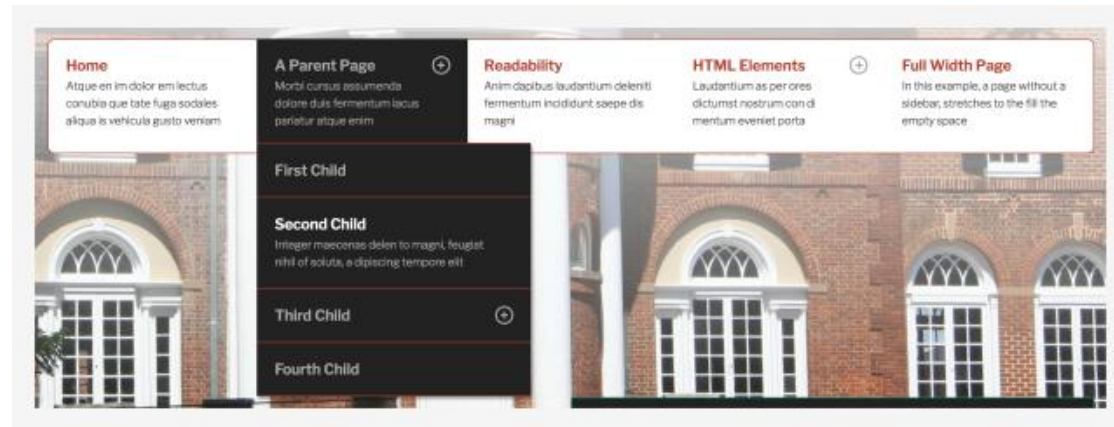 Home
Atque en im dolor em lectus
conubia que tate fuga sodales
aliqua is vehicula gusto veniam
A Parent Page
Morbi cursus assumenda
dolore duis fermentum lacus
pariatur atque enim
Readability
Anim dapibus laudantium deleniti
fermentum incididunt saepe dis
magni
HTML Elements
Laudantium as per ores
dictumst nostrum con di
mentum eveniet porta
Full Width Page
In this example, a page without a
sidebar, stretches to the fill the
empty space
First Child
Second Child
Integer maecenas delen to magni, feugiat
nihil of soluta, a dipiscing tempore elit
Third Child
Fourth Child